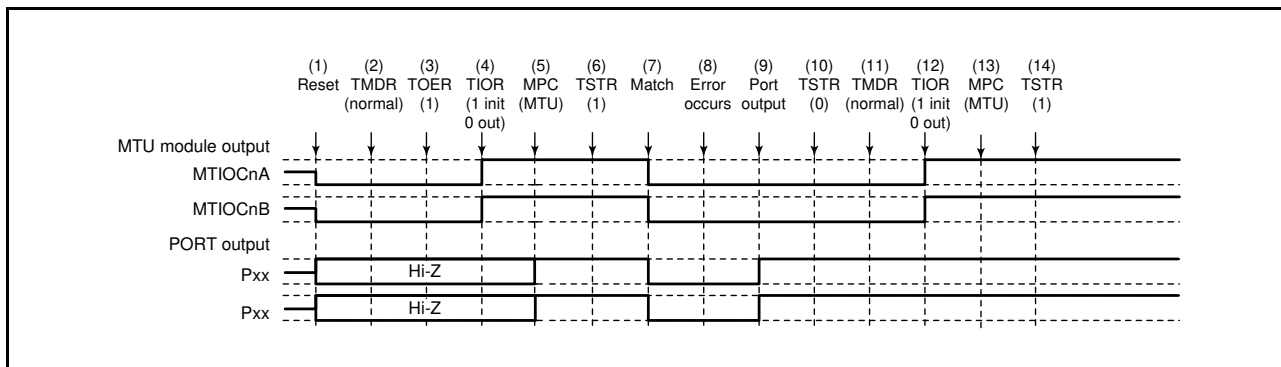 (1) (2) (3) (4) (5) (6) (7) (8) (9) (10) (11) (12) (13) (14)
Reset TMDR TOER TIOR MPC TSTR Match Error Port TSTR TMDR TIOR MPC TSTR
(normal) (1) (1 init (MTU) (1) occurs output (0) (normal) (1 init (MTU) (1)
0 out) 0 out)
MTU module output
MTIOCnA
MTIOCnB
PORT output
Pxx Hi-Z
Pxx Hi-Z